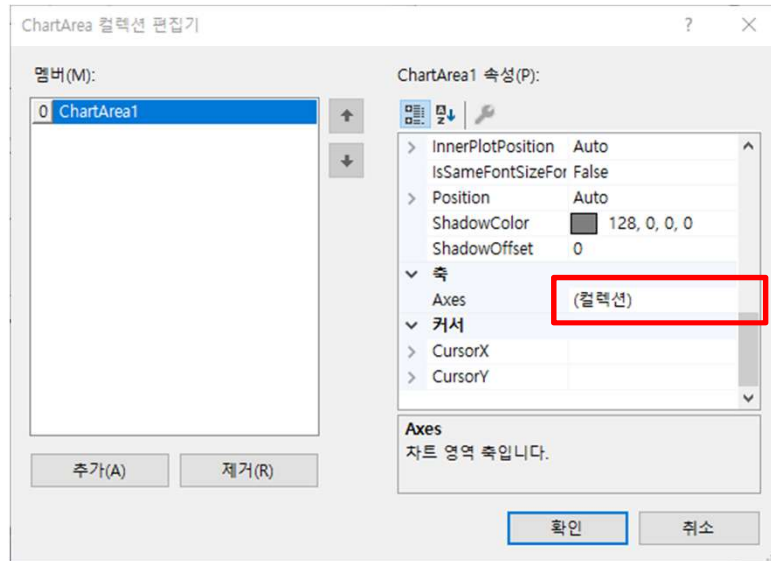 ChartArea 컬렉션 편집기
멤버(M):
0 ChartArea1
추가(A) 제거(R)
ChartArea1 속성(P):
InnerPlotPosition Auto
IsSameFontSizeFor False
Position Auto
ShadowColor 128, 0, 0, 0
ShadowOffset 0
축
Axes (컬렉션)
커서
CursorX
CursorY
Axes
차트 영역 축입니다.
확인 취소